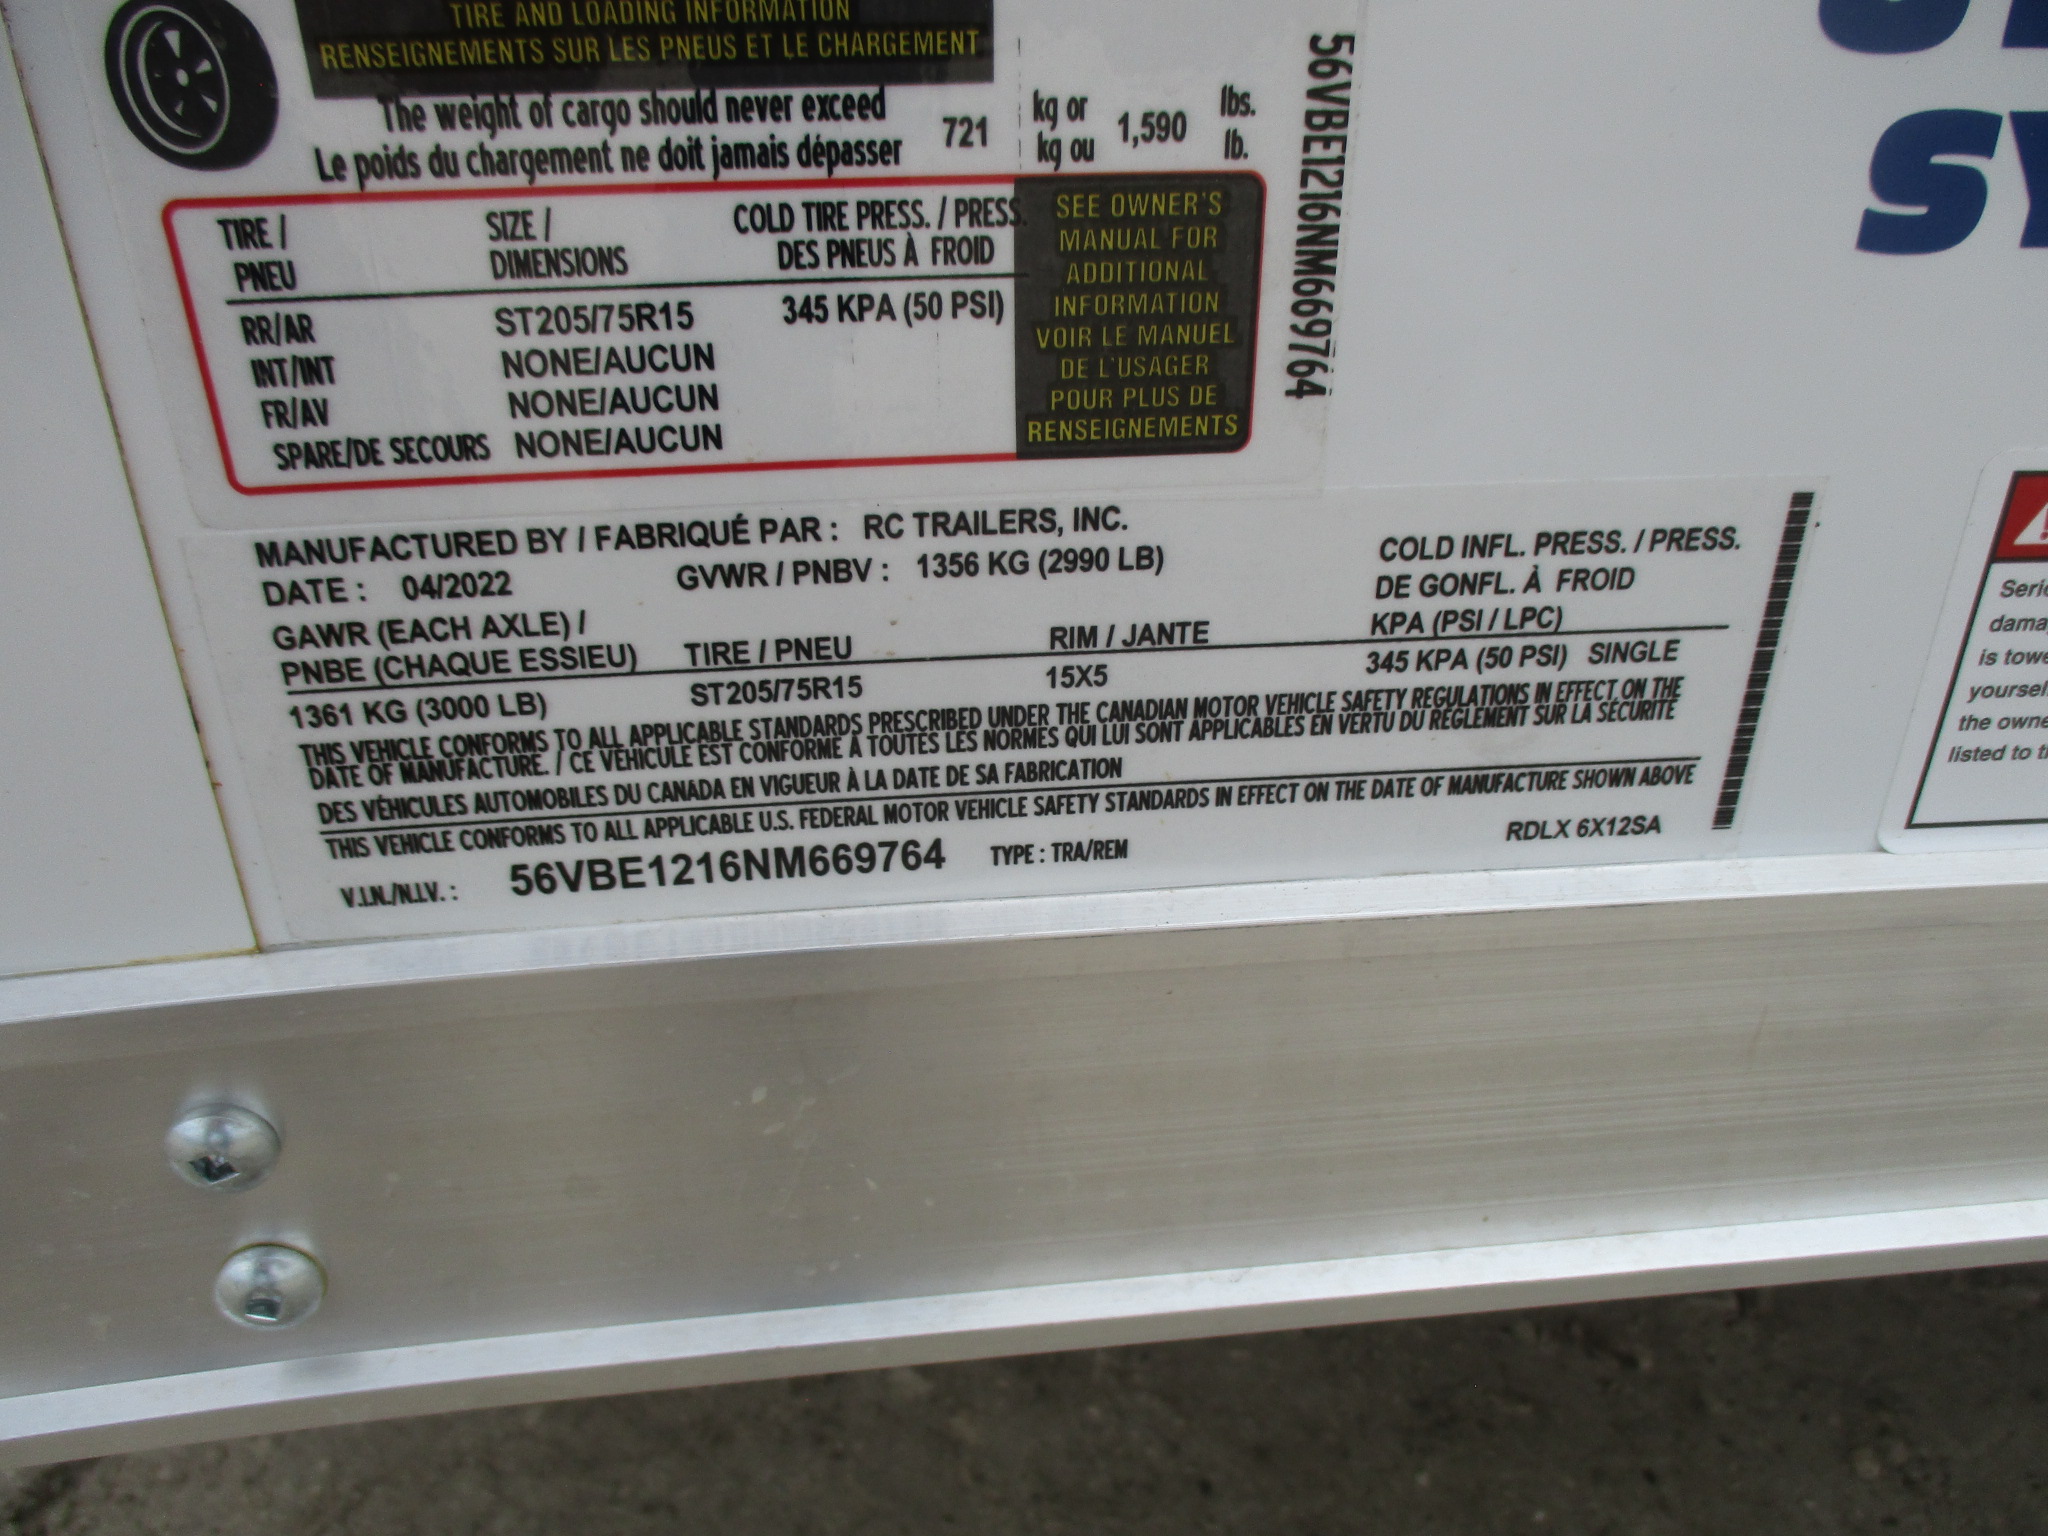 TIRE AND LOADING INFORMATION
RENSEIGNEMENTS SUR LES PNEUS ET LE CHARGEMENT
The weight of cargo should never exceed 721 kg or 1,590 lbs.
Le poids du chargement ne doit jamais dépasser kg ou lb.
TIRE / SIZE / COLD TIRE PRESS. / PRESS.
PNEU DIMENSIONS DES PNEUS À FROID
RR/AR ST205/75R15 345 KPA (50 PSI)
INT/INT NONE/AUCUN
FR/AV NONE/AUCUN
SPARE/DE SECOURS NONE/AUCUN
SEE OWNER'S
MANUAL FOR
ADDITIONAL
INFORMATION
VOIR LE MANUEL
DE L'USAGER
POUR PLUS DE
RENSEIGNEMENTS
56VBE1216NM669764
MANUFACTURED BY / FABRIQUÉ PAR : RC TRAILERS, INC.
DATE : 04/2022 GVWR / PNBV : 1356 KG (2990 LB)
COLD INFL. PRESS. / PRESS.
DE GONFL. À FROID
KPA (PSI / LPC)
GAWR (EACH AXLE) /
PNBE (CHAQUE ESSIEU) TIRE / PNEU RIM / JANTE
1361 KG (3000 LB) ST205/75R15 15X5 345 KPA (50 PSI) SINGLE
THIS VEHICLE CONFORMS TO ALL APPLICABLE STANDARDS PRESCRIBED UNDER THE CANADIAN MOTOR VEHICLE SAFETY REGULATIONS IN EFFECT ON THE
DATE OF MANUFACTURE. / CE VÉHICULE EST CONFORME À TOUTES LES NORMES QUI LUI SONT APPLICABLES EN VERTU DU RÈGLEMENT SUR LA SÉCURITÉ
DES VÉHICULES AUTOMOBILES DU CANADA EN VIGUEUR À LA DATE DE SA FABRICATION
THIS VEHICLE CONFORMS TO ALL APPLICABLE U.S. FEDERAL MOTOR VEHICLE SAFETY STANDARDS IN EFFECT ON THE DATE OF MANUFACTURE SHOWN ABOVE
V.I.N./N.I.V. : 56VBE1216NM669764 TYPE : TRA/REM RDLX 6X12SA
SY
Seri
dama
is tow
yoursel
the owne
listed to t